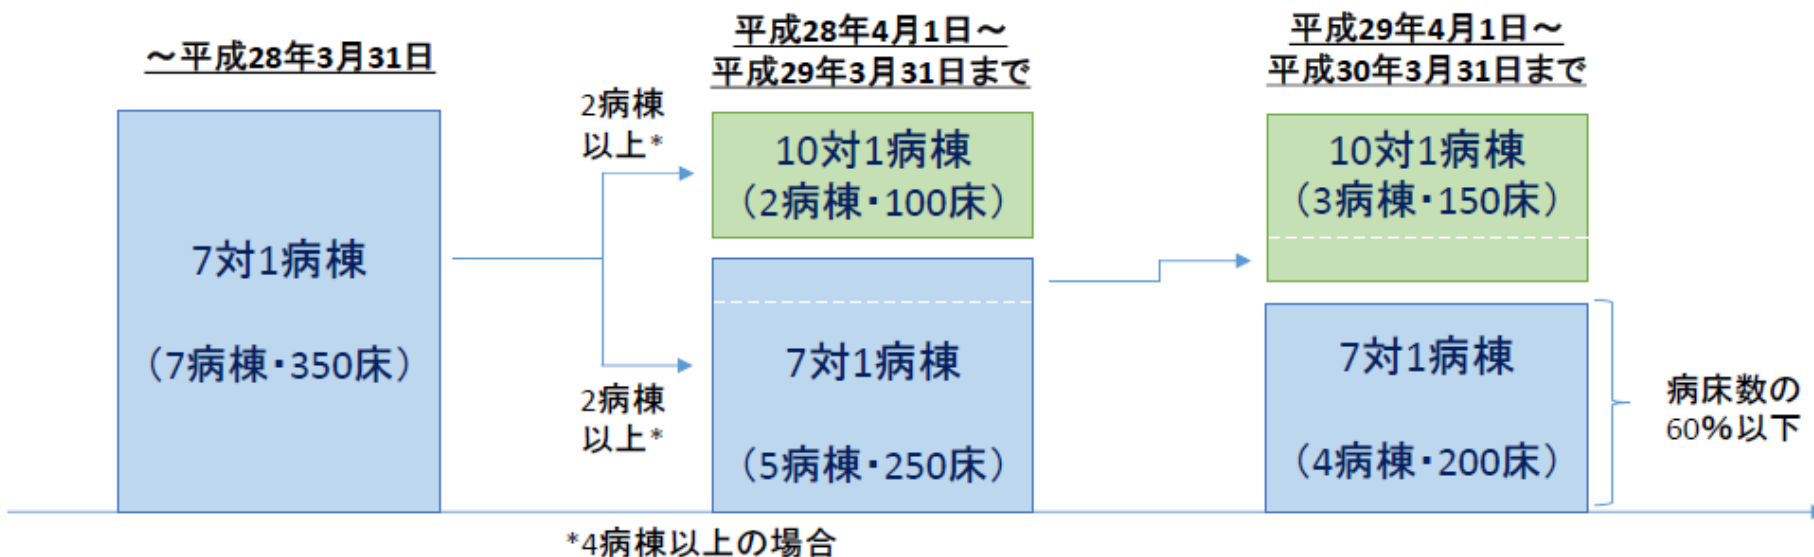 ～平成28年3月31日
平成28年4月1日～
平成29年3月31日まで
平成29年4月1日～
平成30年3月31日まで
7対1病棟
（7病棟・350床）
2病棟
以上*
2病棟
以上*
10対1病棟
（2病棟・100床）
7対1病棟
（5病棟・250床）
10対1病棟
（3病棟・150床）
7対1病棟
（4病棟・200床）
病床数の
60%以下
*4病棟以上の場合